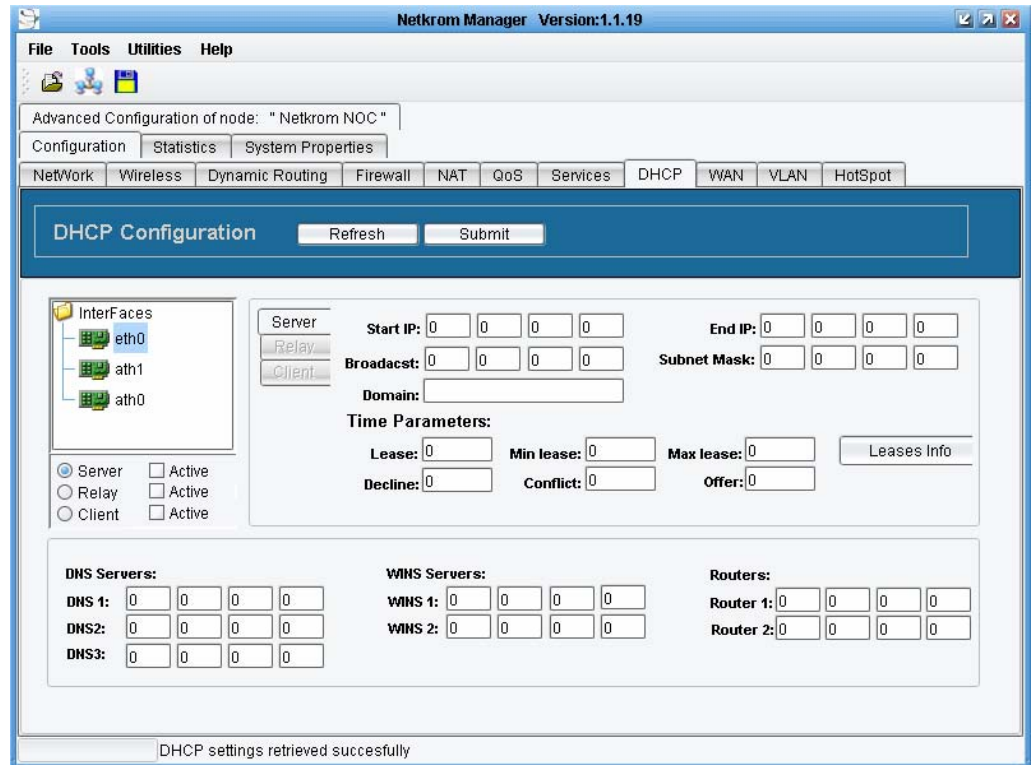 Netkrom Manager Version:1.1.19
File Tools Utilities Help
Advanced Configuration of node: "Netkrom NOC"
Configuration Statistics System Properties
NetWork Wireless Dynamic Routing Firewall NAT QoS Services DHCP WAN VLAN HotSpot
DHCP Configuration Refresh Submit
InterFaces
eth0
ath1
ath0
Server Active
Relay Active
Client Active
Server
Relay
Client
Start IP: 0 0 0 0 End IP: 0 0 0 0
Broadacst: 0 0 0 0 Subnet Mask: 0 0 0 0
Domain:
Time Parameters:
Lease: 0 Min lease: 0 Max lease: 0 Leases Info
Decline: 0 Conflict: 0 Offer: 0
DNS Servers: WINS Servers: Routers:
DNS 1: 0 0 0 0 WINS 1: 0 0 0 0 Router 1: 0 0 0 0
DNS2: 0 0 0 0 WINS 2: 0 0 0 0 Router 2: 0 0 0 0
DNS3: 0 0 0 0
DHCP settings retrieved succesfully